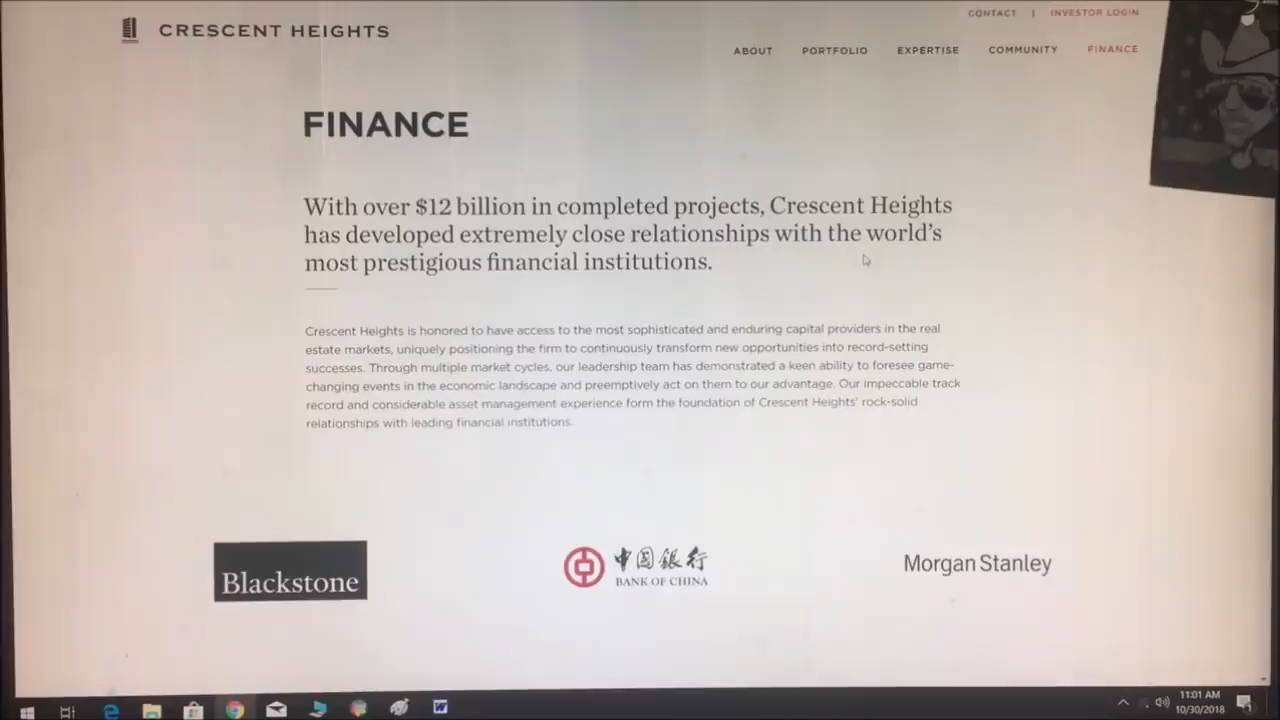 CONTACT | INVESTOR LOGIN
CRESCENT HEIGHTS
ABOUT PORTFOLIO EXPERTISE COMMUNITY FINANCE
FINANCE
With over $12 billion in completed projects, Crescent Heights
has developed extremely close relationships with the world’s
most prestigious financial institutions.
Crescent Heights is honored to have access to the most sophisticated and enduring capital providers in the real
estate markets, uniquely positioning the firm to continuously transform new opportunities into record-setting
successes. Through multiple market cycles, our leadership team has demonstrated a keen ability to foresee game-
changing events in the economic landscape and preemptively act on them to our advantage. Our impeccable track
record and considerable asset management experience form the foundation of Crescent Heights’ rock-solid
relationships with leading financial institutions.
Blackstone
中国银行
BANK OF CHINA
Morgan Stanley
11:01 AM
10/30/2018